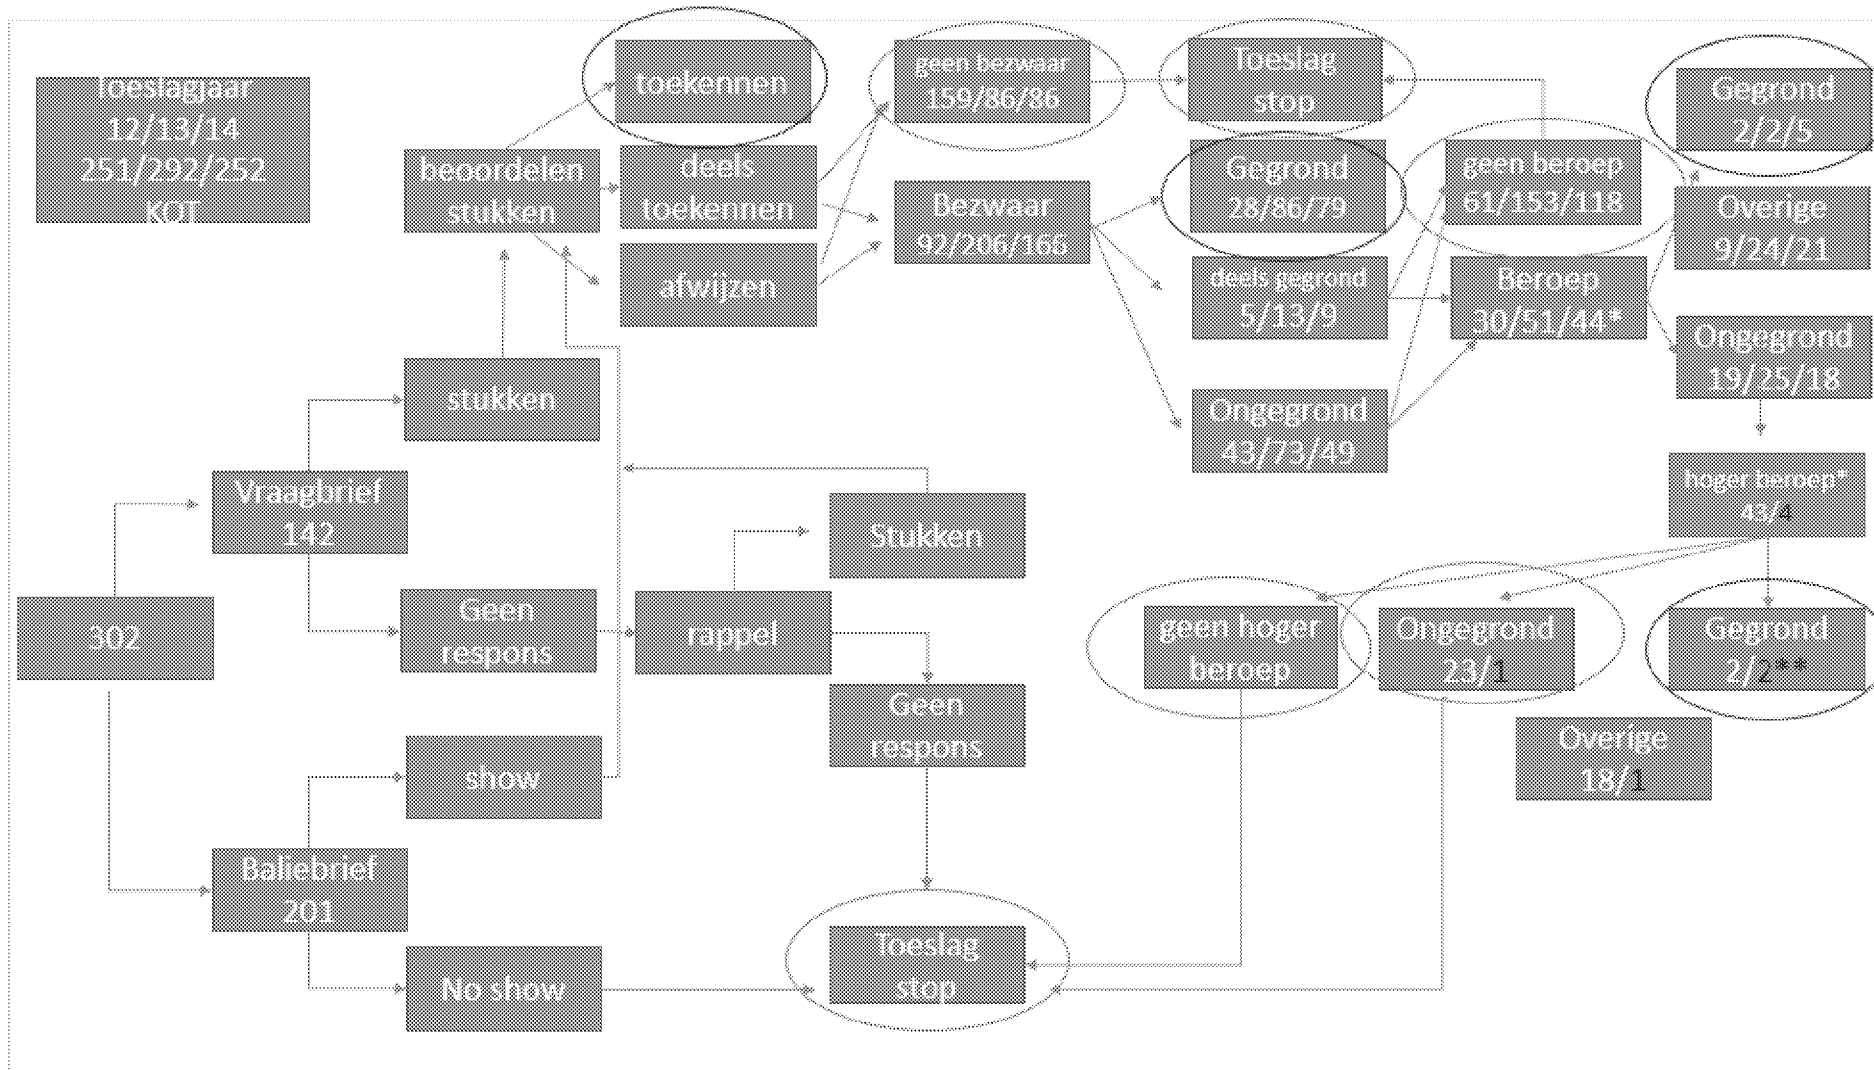 Toeslagjaar
12/13/14
251/292/252
KOT
toekennen
geen bezwaar
159/86/86
Toeslag
stop
Gegrond
2/2/5
beoordelen
stukken
deels
toekennen
Bezwaar
92/206/166
Gegrond
28/86/79
geen beroep
61/153/118
Overige
9/24/21
afwijzen
deels gegrond
5/13/9
Beroep
30/51/44*
Ongegrond
19/25/18
stukken
Ongegrond
43/73/49
Vraagbrief
142
Stukken
hoger beroep*
43/4
302
Geen
respons
rappel
geen hoger
beroep
Ongegrond
23/1
Gegrond
2/2**
Geen
respons
Overige
18/1
show
Baliebrief
201
Toeslag
stop
No show